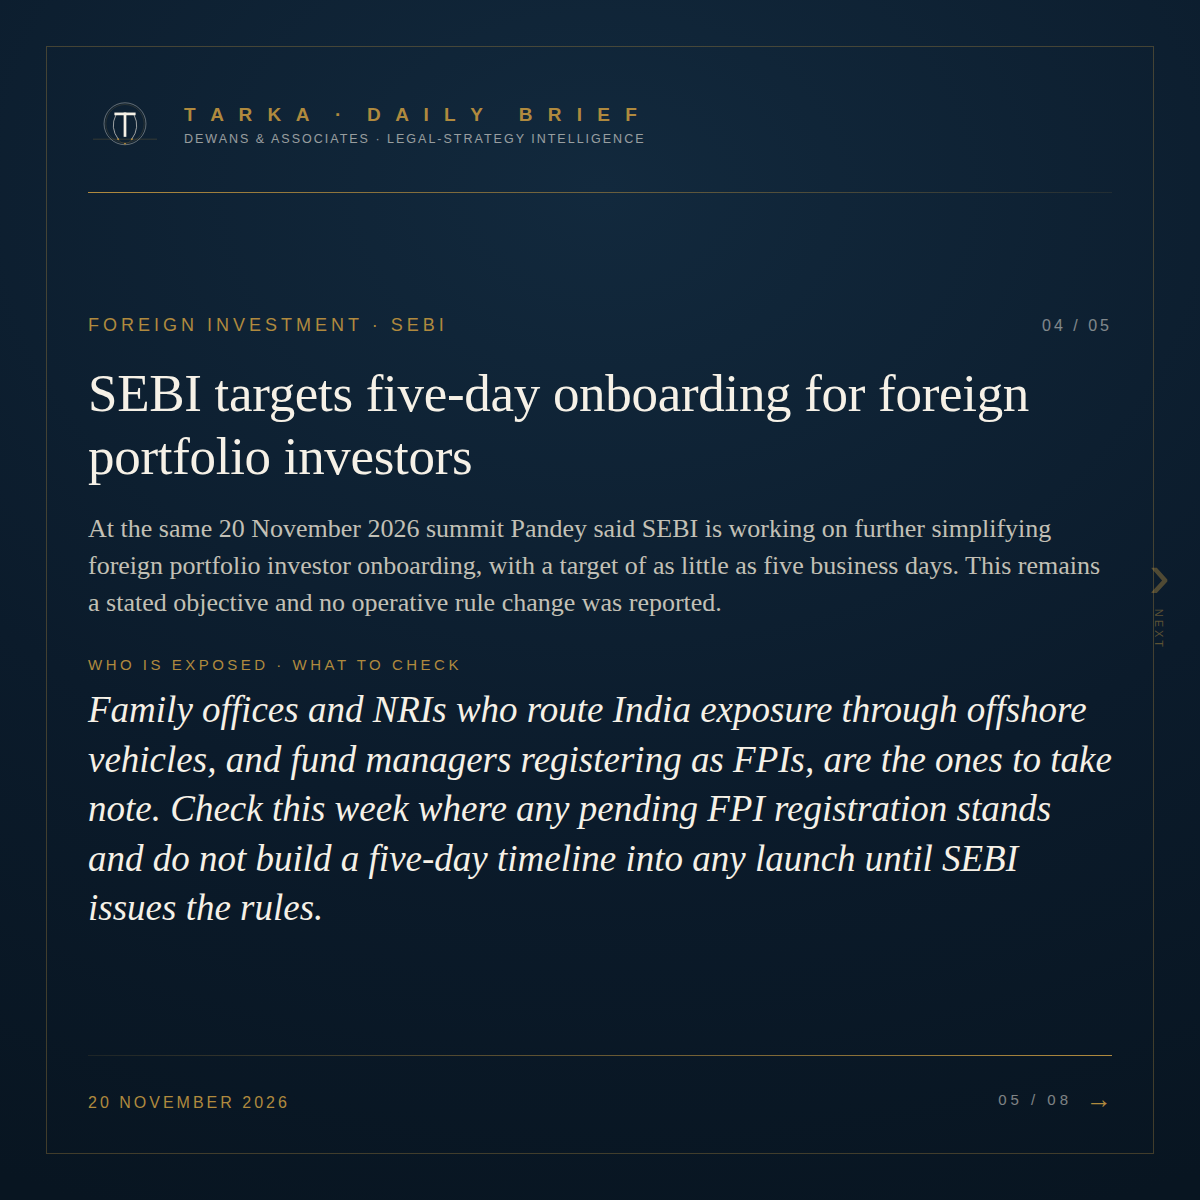 T
TARKA · DAILY BRIEF
DEWANS & ASSOCIATES · LEGAL-STRATEGY INTELLIGENCE
FOREIGN INVESTMENT · SEBI
04 / 05
SEBI targets five-day onboarding for foreign
portfolio investors
At the same 20 November 2026 summit Pandey said SEBI is working on further simplifying
foreign portfolio investor onboarding, with a target of as little as five business days. This remains
a stated objective and no operative rule change was reported.
NEXT
WHO IS EXPOSED · WHAT TO CHECK
Family offices and NRIs who route India exposure through offshore
vehicles, and fund managers registering as FPIs, are the ones to take
note. Check this week where any pending FPI registration stands
and do not build a five-day timeline into any launch until SEBI
issues the rules.
20 NOVEMBER 2026
05 / 08 →